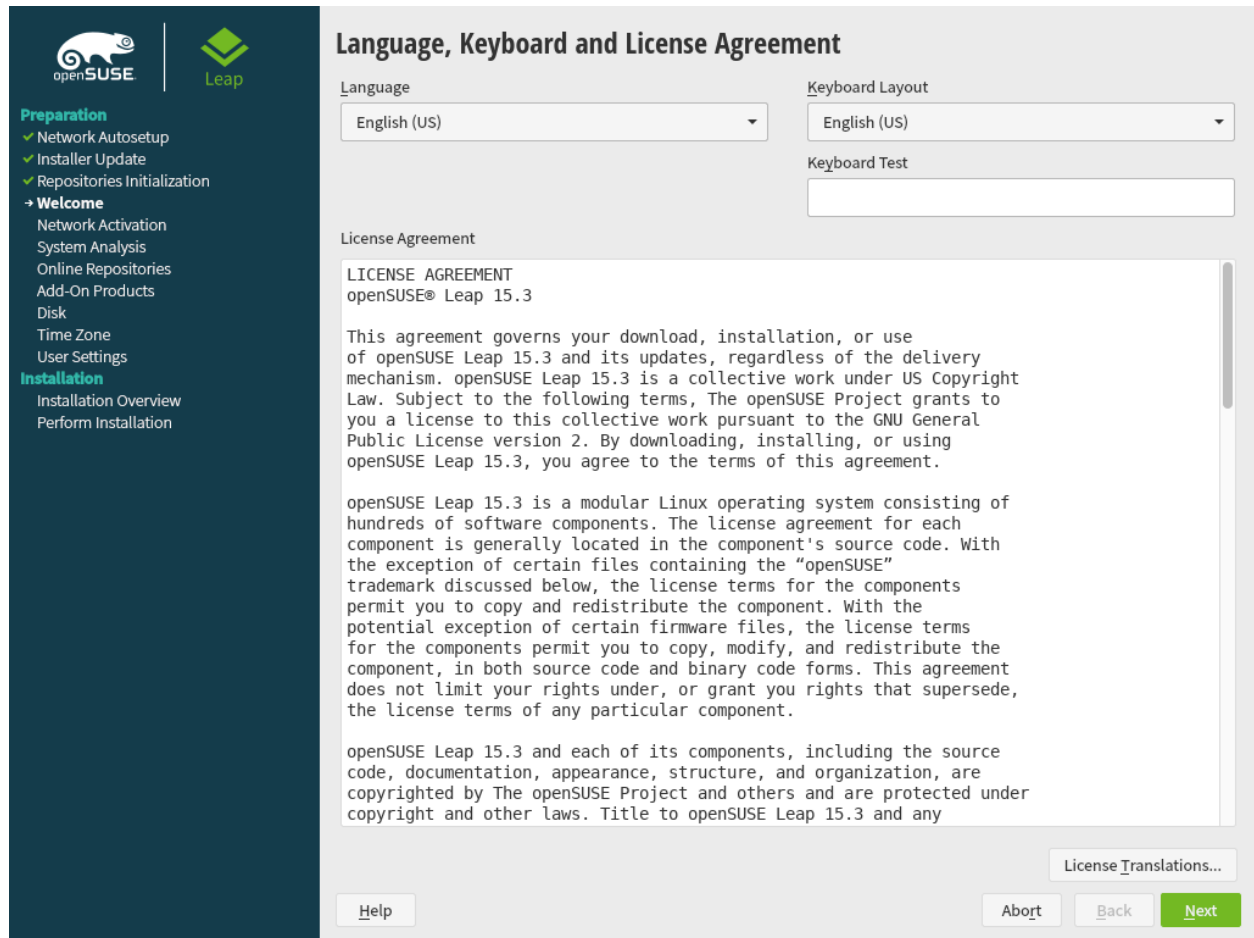 openSUSE.
Leap
Preparation
Network Autosetup
Installer Update
Repositories Initialization
Welcome
Network Activation
System Analysis
Online Repositories
Add-On Products
Disk
Time Zone
User Settings
Installation
Installation Overview
Perform Installation
Language, Keyboard and License Agreement
Language
English (US)
Keyboard Layout
English (US)
Keyboard Test
License Agreement
LICENSE AGREEMENT
openSUSE® Leap 15.3
This agreement governs your download, installation, or use
of openSUSE Leap 15.3 and its updates, regardless of the delivery
mechanism. openSUSE Leap 15.3 is a collective work under US Copyright
Law. Subject to the following terms, The openSUSE Project grants to
you a license to this collective work pursuant to the GNU General
Public License version 2. By downloading, installing, or using
openSUSE Leap 15.3, you agree to the terms of this agreement.
openSUSE Leap 15.3 is a modular Linux operating system consisting of
hundreds of software components. The license agreement for each
component is generally located in the component's source code. With
the exception of certain files containing the “openSUSE”
trademark discussed below, the license terms for the components
permit you to copy and redistribute the component. With the
potential exception of certain firmware files, the license terms
for the components permit you to copy, modify, and redistribute the
component, in both source code and binary code forms. This agreement
does not limit your rights under, or grant you rights that supersede,
the license terms of any particular component.
openSUSE Leap 15.3 and each of its components, including the source
code, documentation, appearance, structure, and organization, are
copyrighted by The openSUSE Project and others and are protected under
copyright and other laws. Title to openSUSE Leap 15.3 and any
License Translations...
Help
Abort
Back
Next